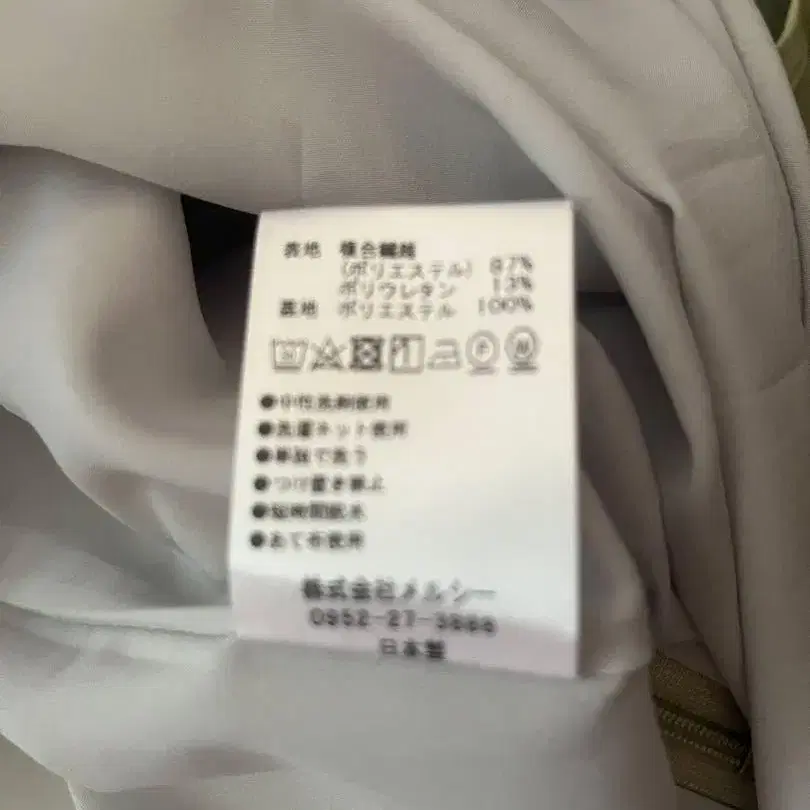 表地 複合繊維
(ポリエステル) 87%
ポリウレタン 13%
裏地 ポリエステル 100%
●中性洗剤使用
●洗濯ネット使用
●単独で洗う
●つけ置き禁止
●短時間脱水
●あて布使用
株式会社メルシー
0952-27-3886
日本製